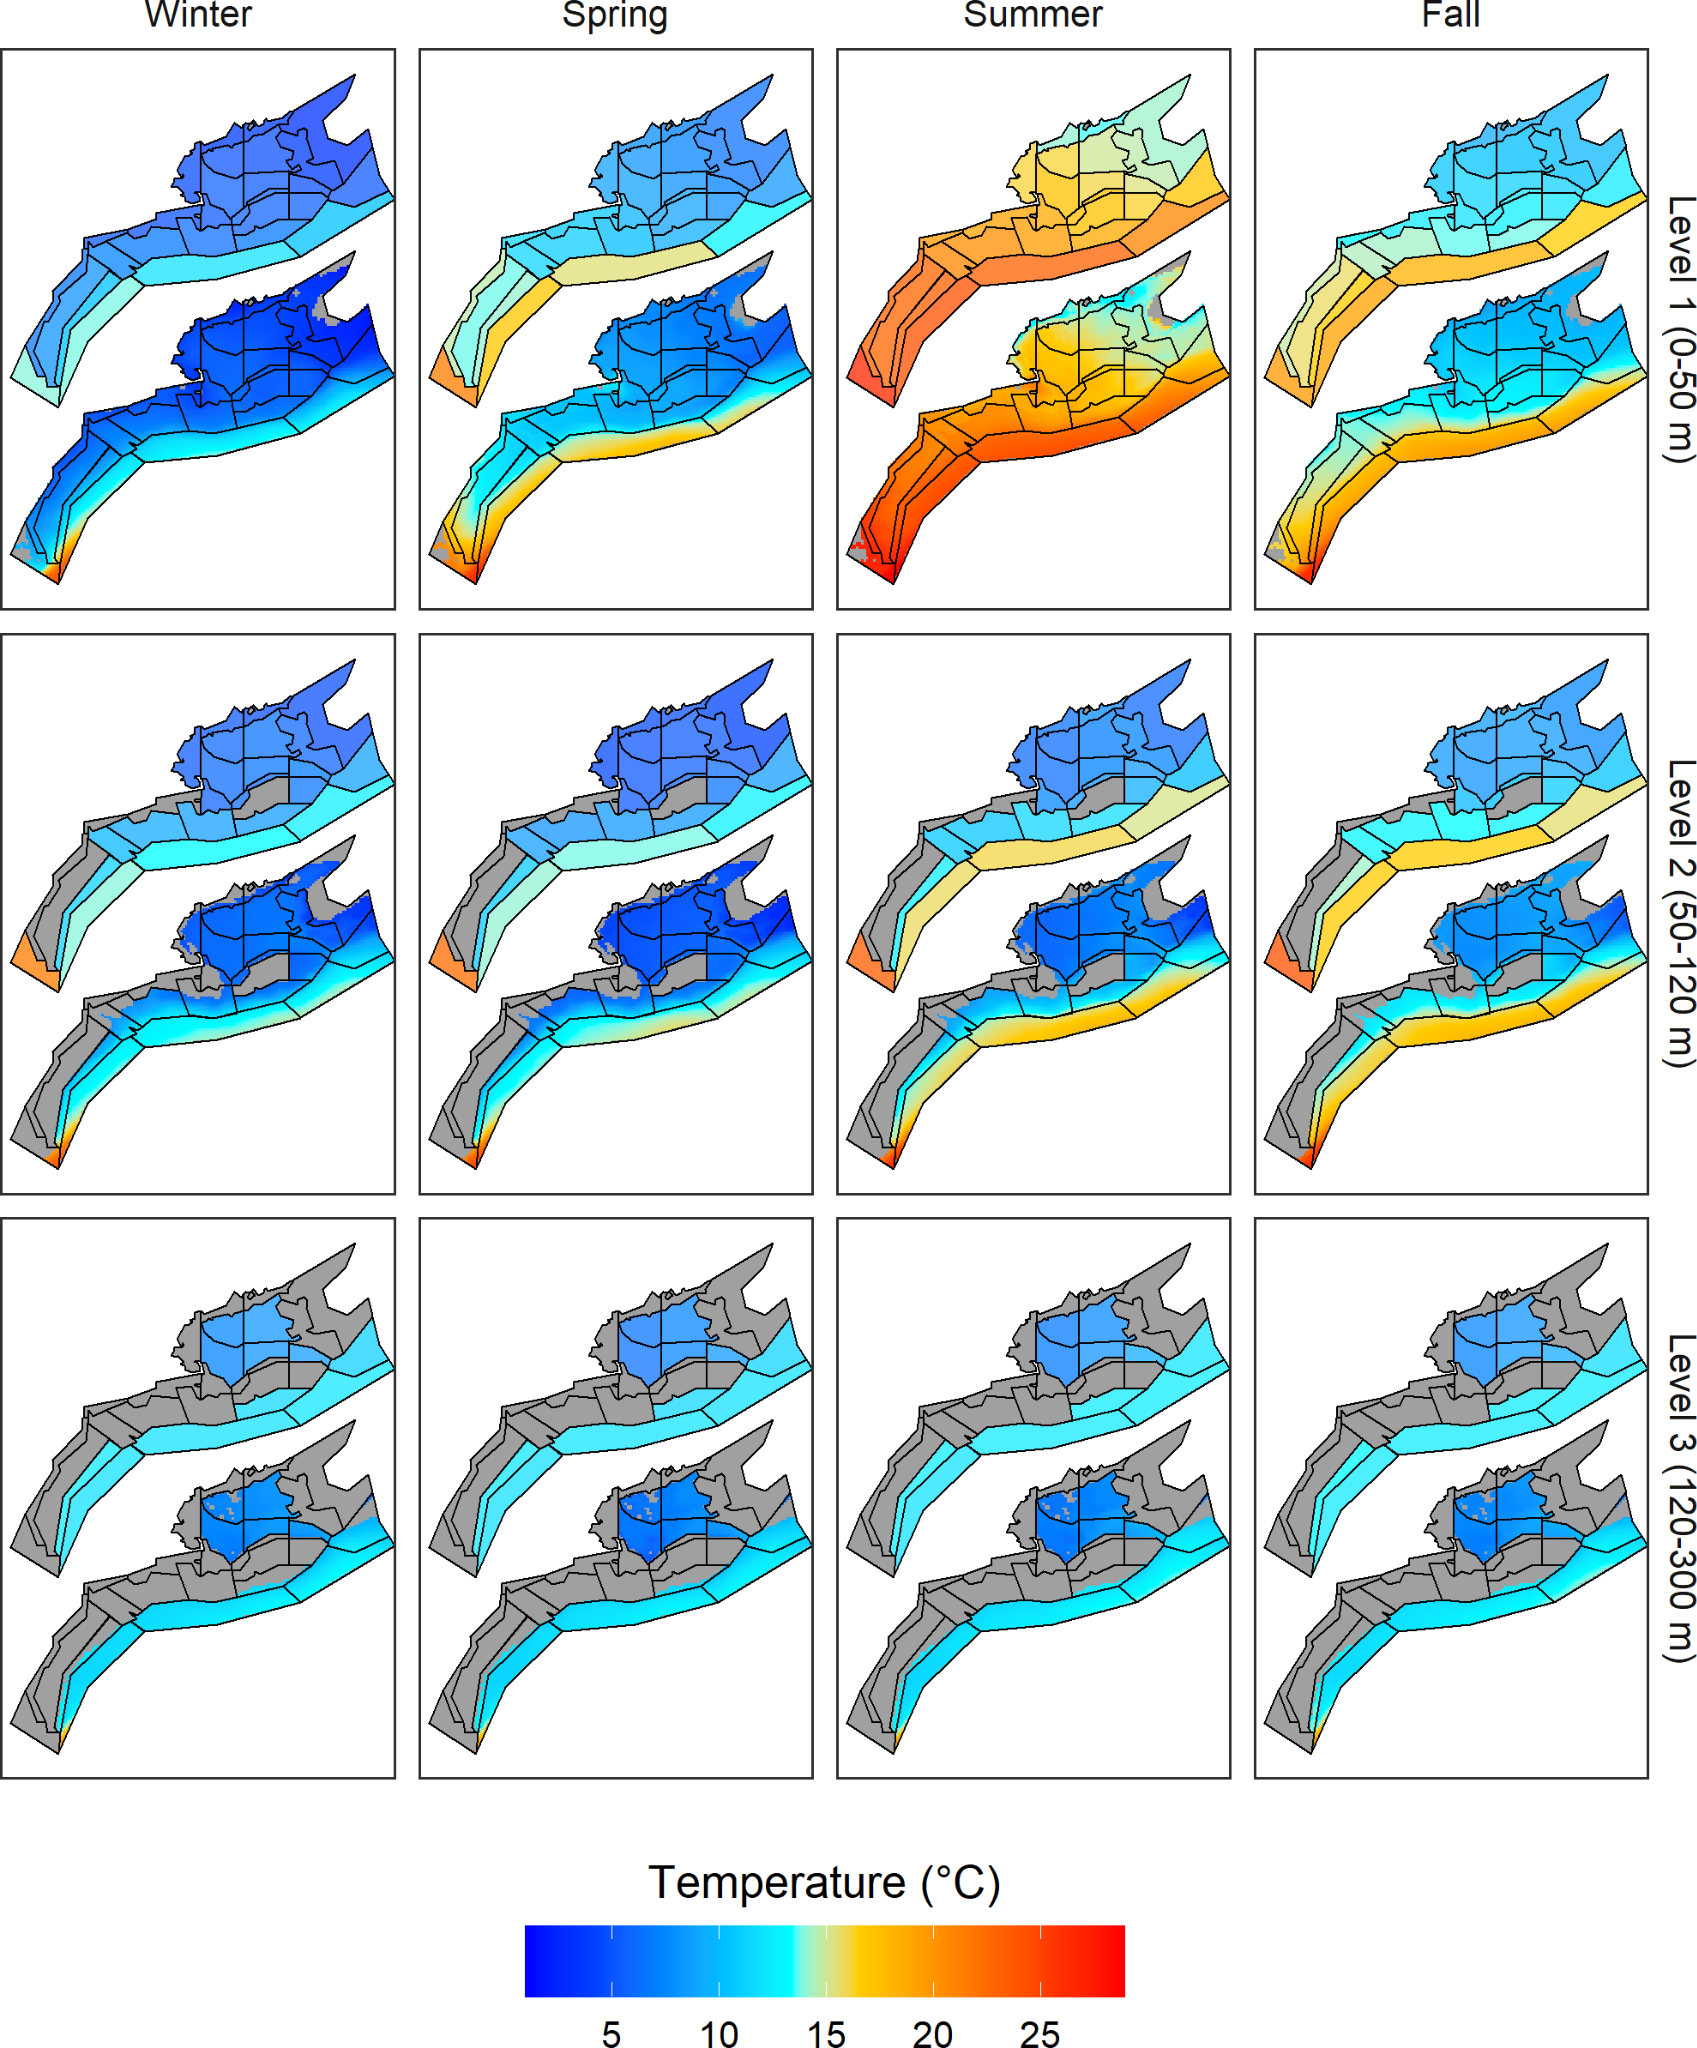 Winter
Spring
Summer
Fall
Level 1 (0-50 m)
Level 2 (50-120 m)
Level 3 (120-300 m)
Temperature (°C)
5 10 15 20 25